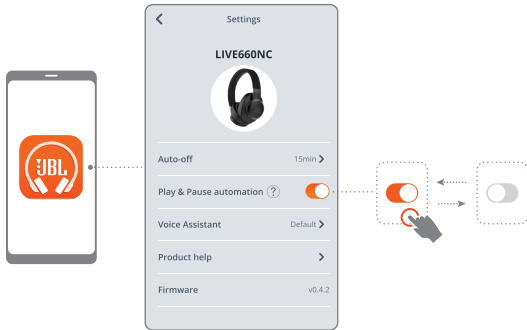 Settings
LIVE660NC
JBL
Auto-off 15min
Play & Pause automation ?
Voice Assistant Default
Product help
Firmware v0.4.2